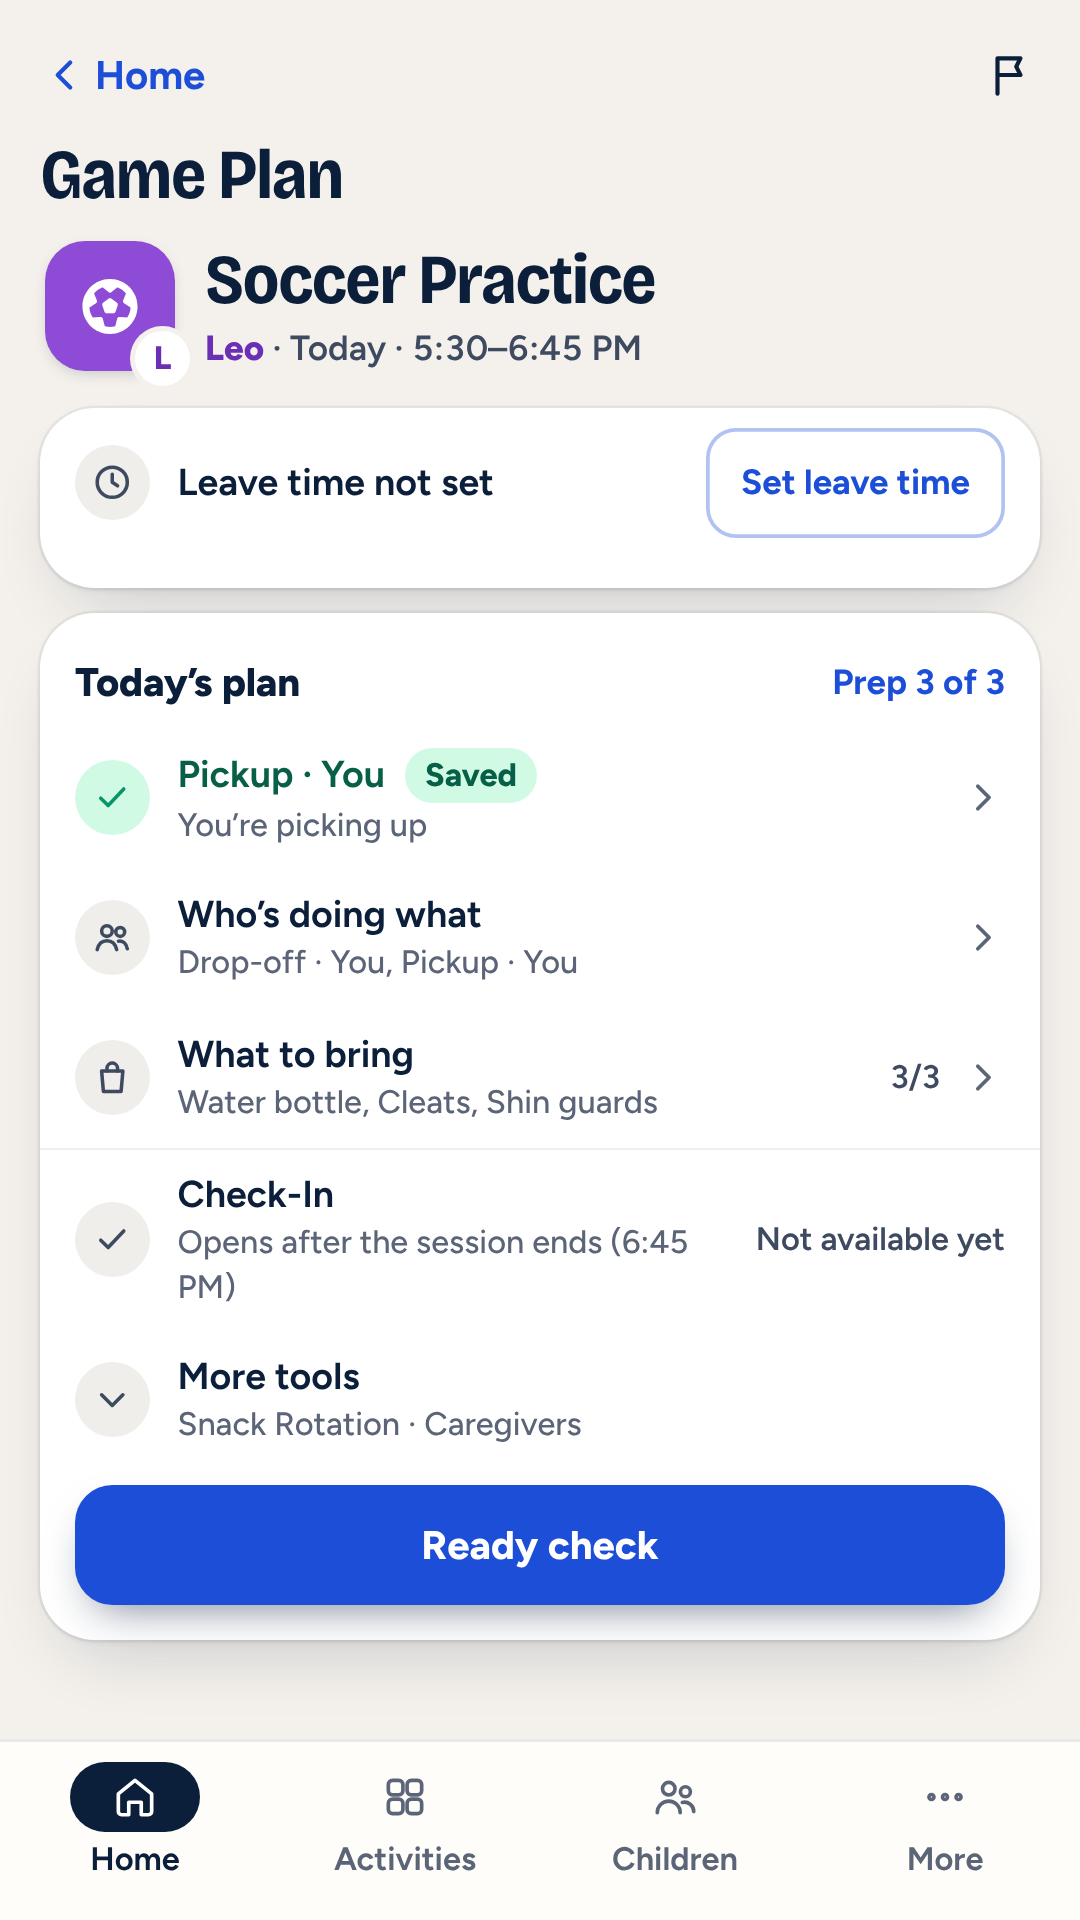 Home
Game Plan
Soccer Practice
L
Leo · Today · 5:30–6:45 PM
Leave time not set
Set leave time
Today’s plan
Prep 3 of 3
Pickup · You
Saved
You’re picking up
Who’s doing what
Drop-off · You, Pickup · You
What to bring
Water bottle, Cleats, Shin guards
3/3
Check-In
Opens after the session ends (6:45
PM)
Not available yet
More tools
Snack Rotation · Caregivers
Ready check
Home
Activities
Children
More